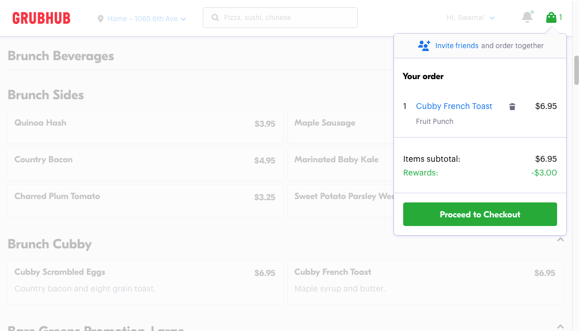 GRUBHUB
Home – 1065 6th Ave
Pizza, sushi, chinese
Hi, Swarna!
1
Invite friends and order together
Your order
1 Cubby French Toast $6.95
Fruit Punch
Items subtotal: $6.95
Rewards: -$3.00
Proceed to Checkout
Brunch Beverages
Brunch Sides
Quinoa Hash $3.95
Maple Sausage
Country Bacon $4.95
Marinated Baby Kale
Charred Plum Tomato $3.25
Sweet Potato Parsley
Brunch Cubby
Cubby Scrambled Eggs $6.95
Country bacon and eight grain toast.
Cubby French Toast $6.95
Maple syrup and butter.
Bare Greens Promotion, Large